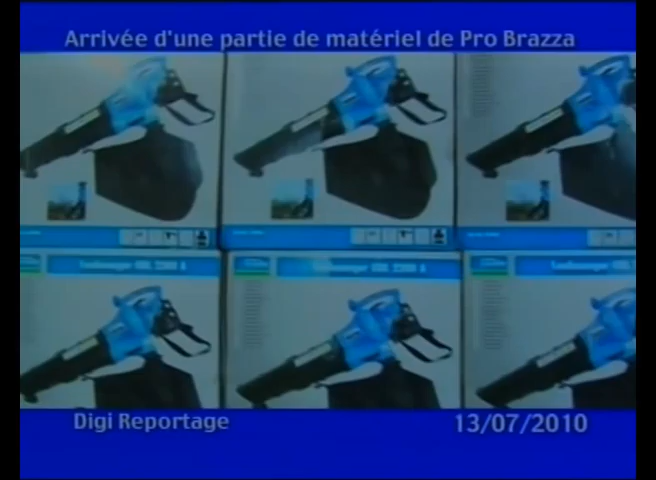 Arrivée d'une partie de matériel de Pro Brazza
Digi Reportage
13/07/2010